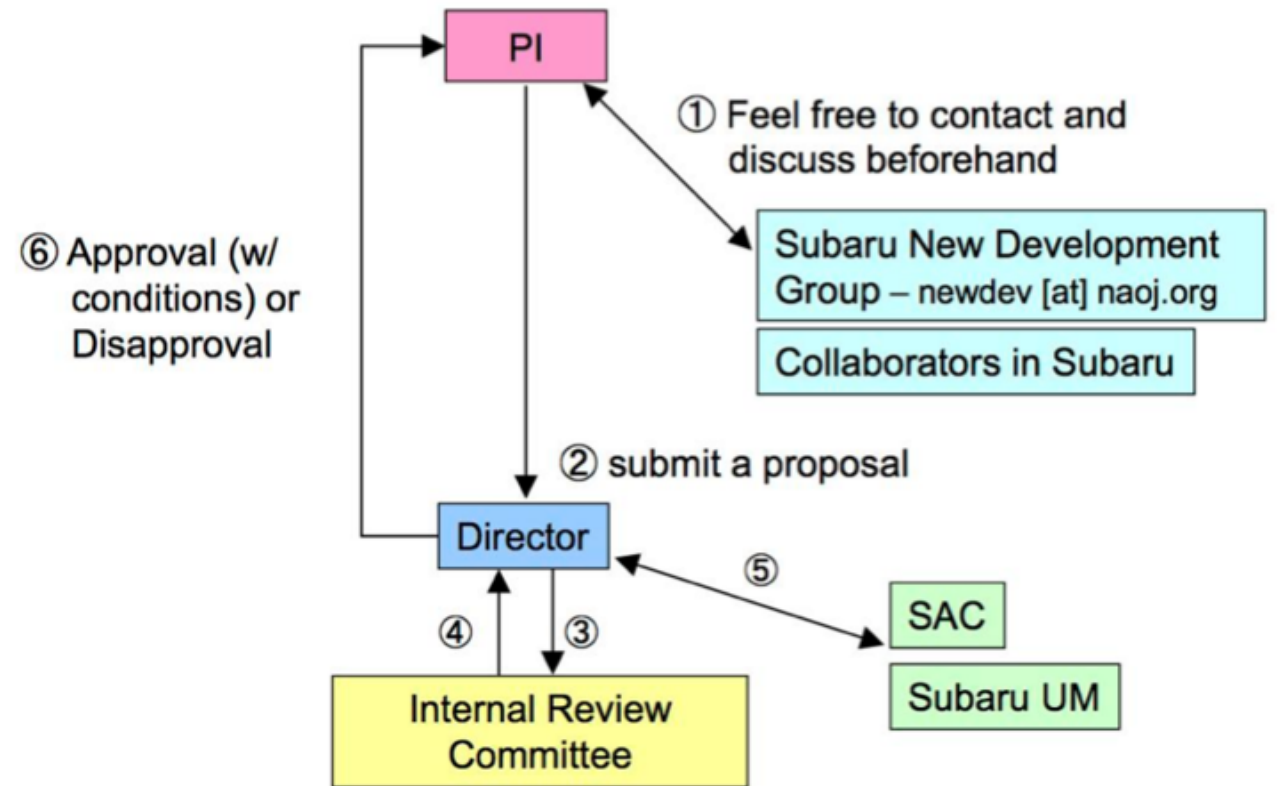 PI
① Feel free to contact and
discuss beforehand
Subaru New Development
Group – newdev [at] naoj.org
Collaborators in Subaru
⑥ Approval (w/
conditions) or
Disapproval
② submit a proposal
Director
⑤
④
③
SAC
Subaru UM
Internal Review
Committee